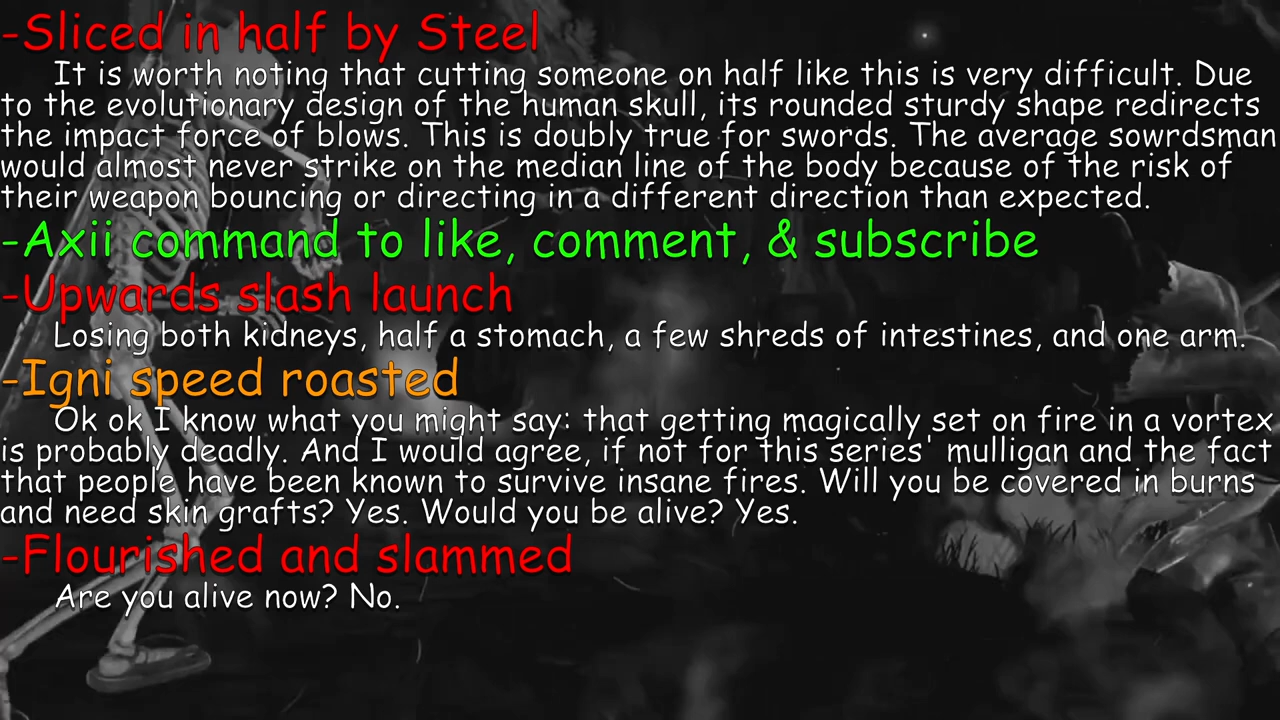 -Sliced in half by Steel
It is worth noting that cutting someone on half like this is very difficult. Due
to the evolutionary design of the human skull, its rounded sturdy shape redirects
the impact force of blows. This is doubly true for swords. The average sowrdsman
would almost never strike on the median line of the body because of the risk of
their weapon bouncing or directing in a different direction than expected.
-Axii command to like, comment, & subscribe
-Upwards slash launch
Losing both kidneys, half a stomach, a few shreds of intestines, and one arm.
-Igni speed roasted
Ok ok I know what you might say: that getting magically set on fire in a vortex
is probably deadly. And I would agree, if not for this series' mulligan and the fact
that people have been known to survive insane fires. Will you be covered in burns
and need skin grafts? Yes. Would you be alive? Yes.
-Flourished and slammed
Are you alive now? No.